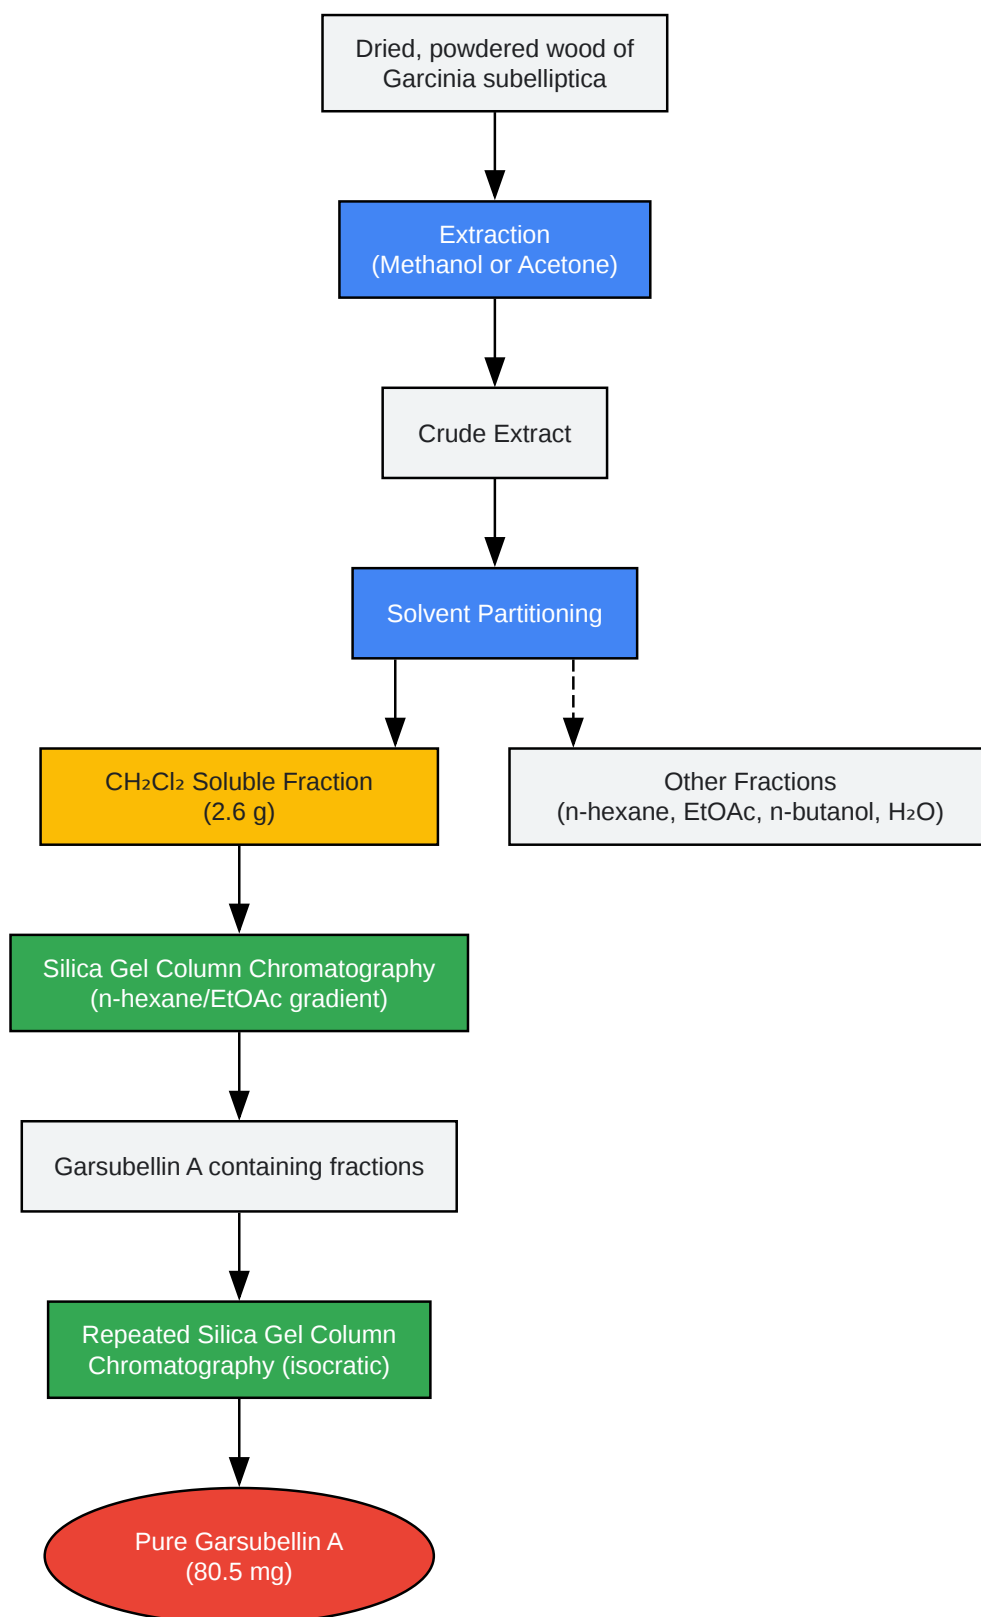 Dried, powdered wood of
Garcinia subelliptica
Extraction
(Methanol or Acetone)
Crude Extract
Solvent Partitioning
CH₂Cl₂ Soluble Fraction
(2.6 g)
Other Fractions
(n-hexane, EtOAc, n-butanol, H₂O)
Silica Gel Column Chromatography
(n-hexane/EtOAc gradient)
Garsubellin A containing fractions
Repeated Silica Gel Column
Chromatography (isocratic)
Pure Garsubellin A
(80.5 mg)